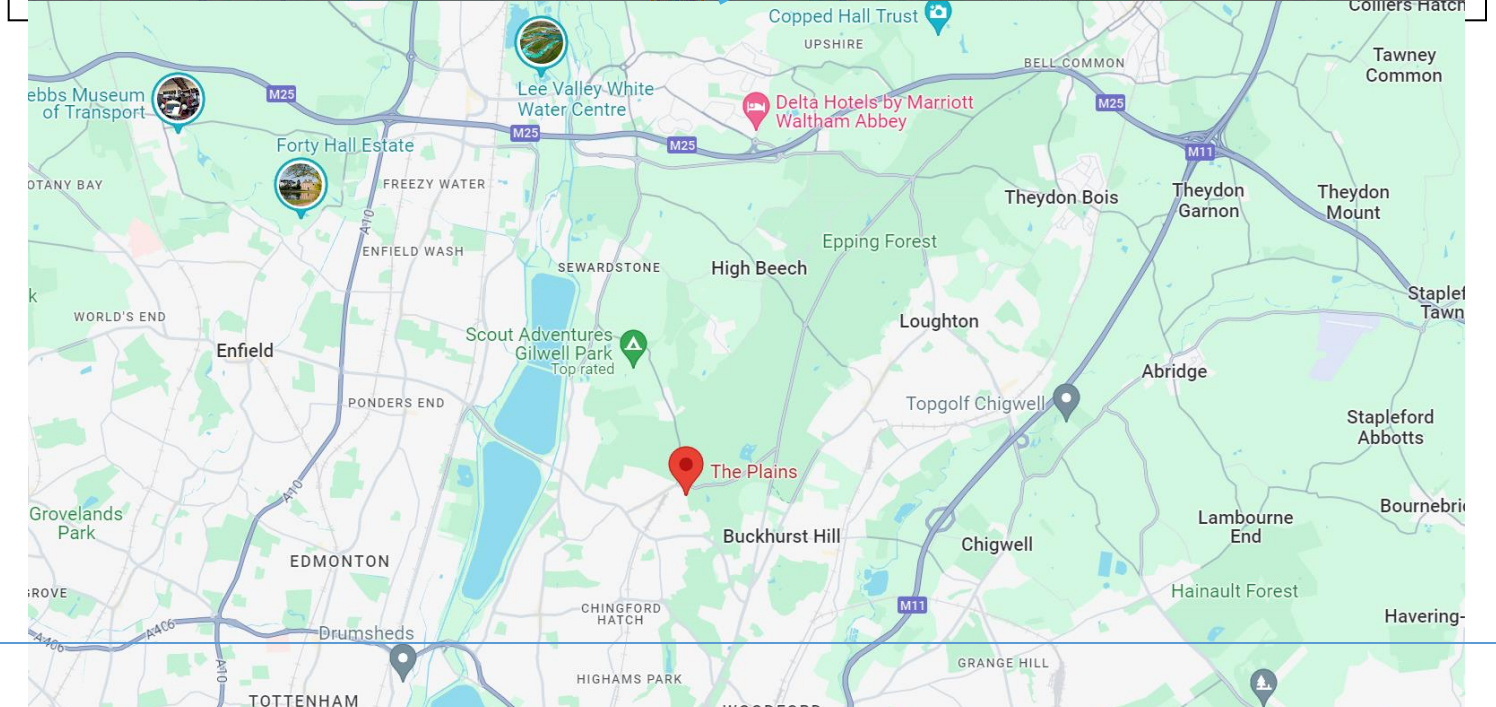 Colliers Hatch
Copped Hall Trust
UPSHIRE
Tawney
Common
BELL COMMON
Lee Valley White
Water Centre
M25
ebbs Museum
of Transport
Delta Hotels by Marriott
Waltham Abbey
M25
M25
M25
Forty Hall Estate
M11
OTANY BAY
FREEZY WATER
Theydon Bois
Theydon
Garnon
Theydon
Mount
A10
ENFIELD WASH
Epping Forest
SEWARDSTONE
High Beech
k
Staplef
Tawn
WORLD'S END
Loughton
Scout Adventures
Gilwell Park
Top rated
Enfield
Abridge
PONDERS END
Topgolf Chigwell
Stapleford
Abbotts
The Plains
A10
Grovelands
Park
Bournebri
Lambourne
End
Buckhurst Hill
Chigwell
EDMONTON
Hainault Forest
GROVE
CHINGFORD
HATCH
M11
Havering-
A406
A406
Drumsheds
A10
GRANGE HILL
HIGHAMS PARK
TOTTENHAM
WOODFORD